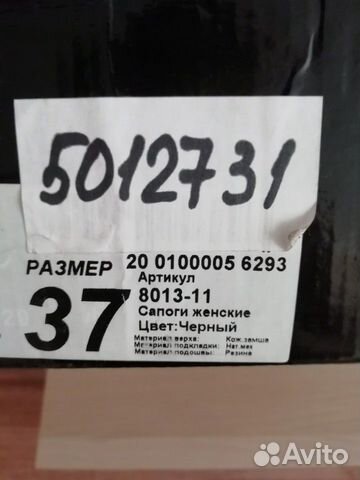 5012731
20 0100005 6293
РАЗМЕР
Артикул
37
8013-11
Сапоги женские
Цвет:Черный
Материал верха: Кож.замша
Материал подкладки: Нат.мех
Материал подошвы: Резина
Avito